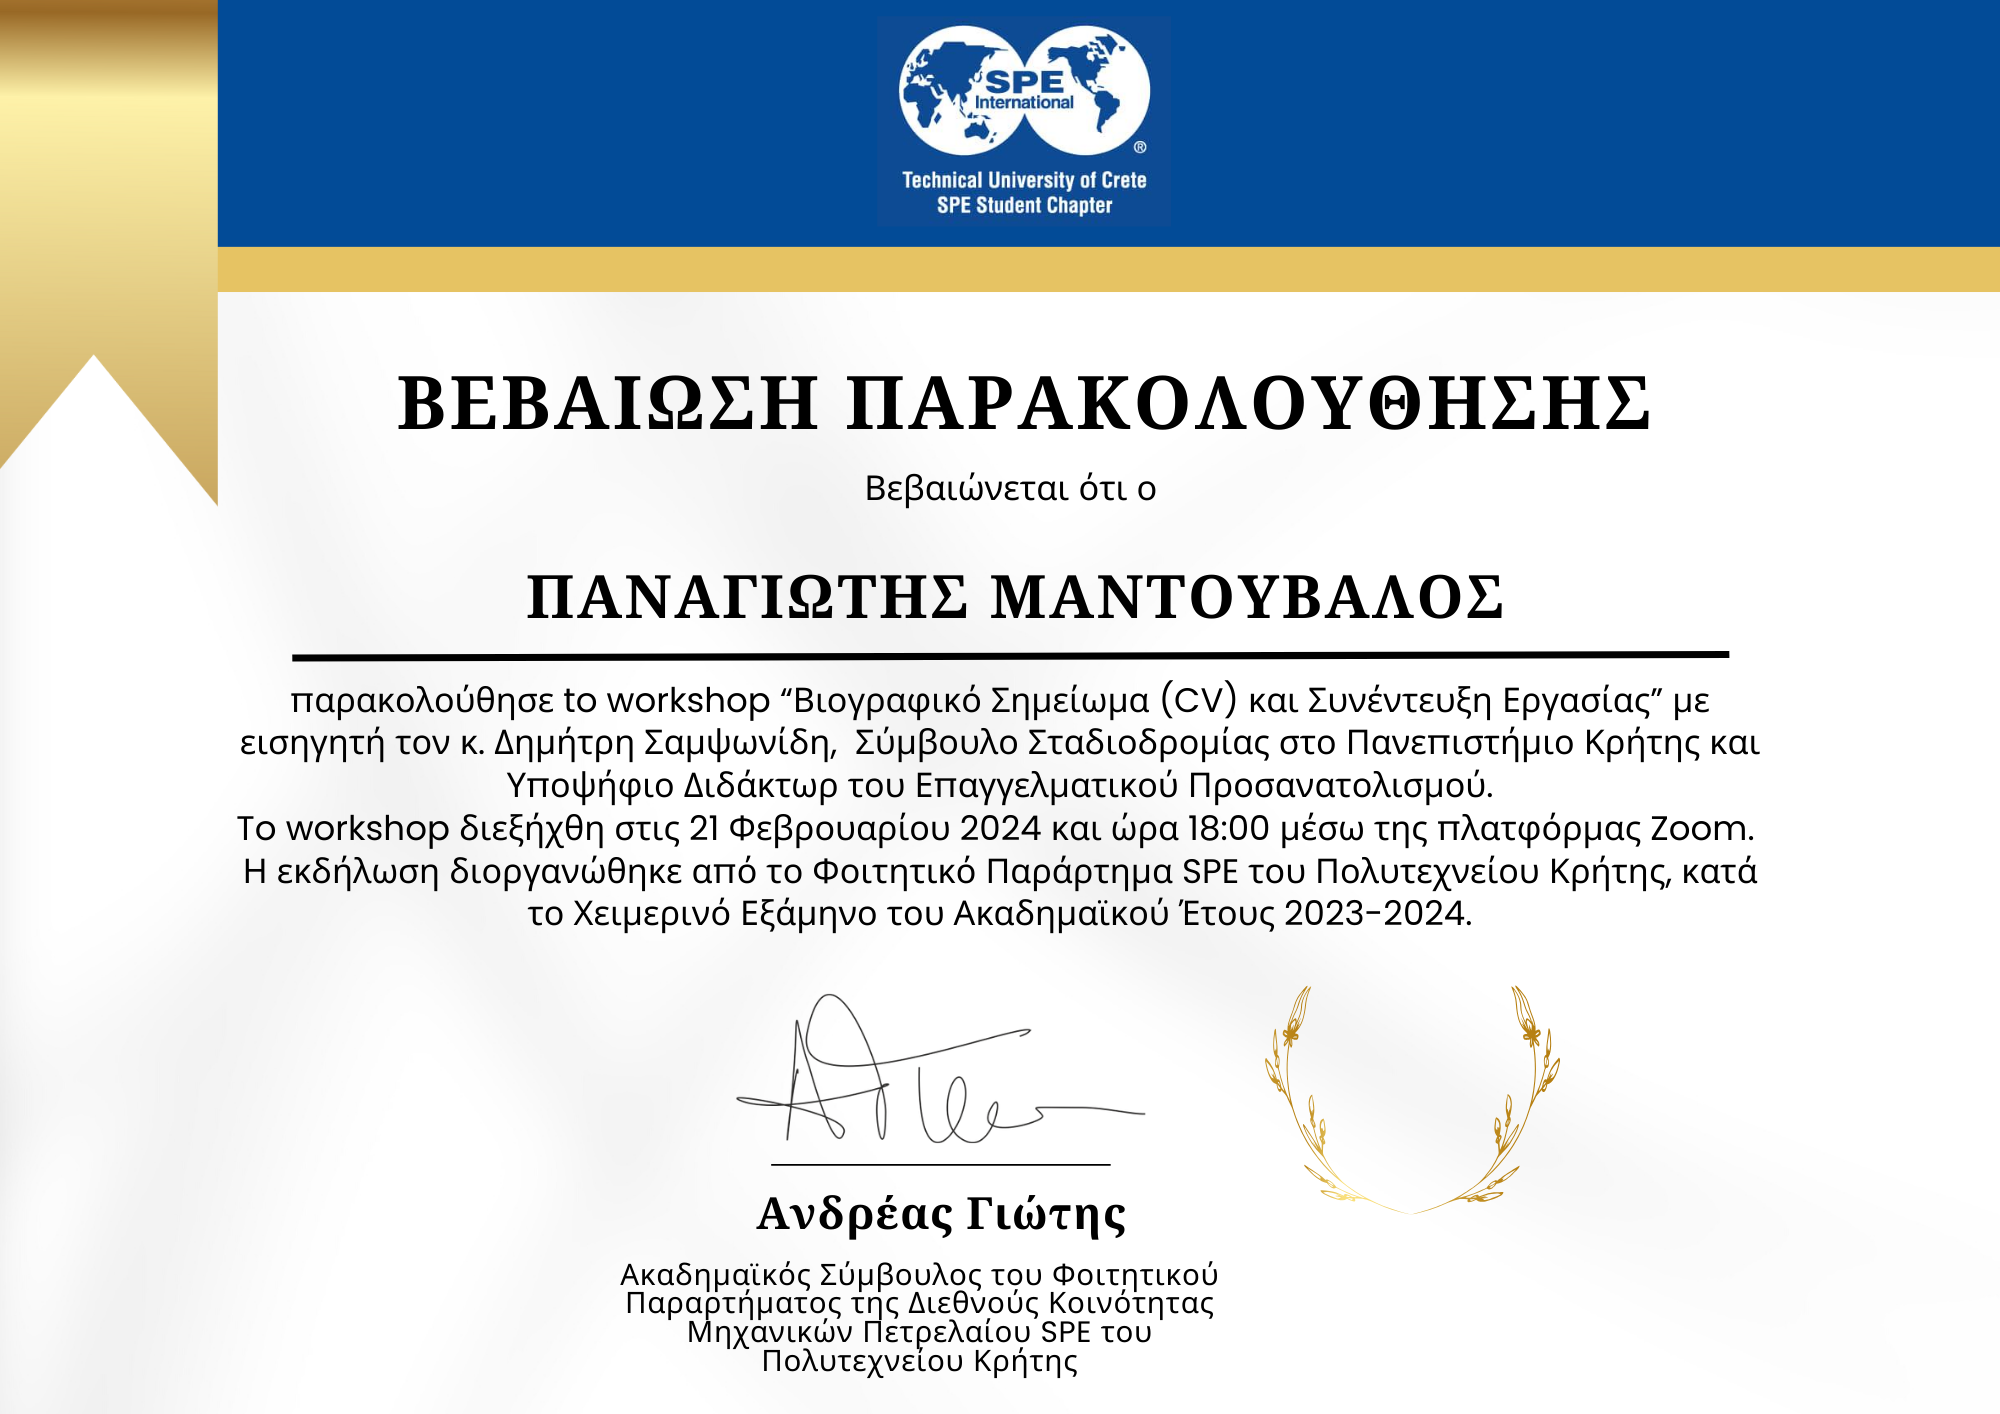 SPE
International
®
Technical University of Crete
SPE Student Chapter
ΒΕΒΑΙΩΣΗ ΠΑΡΑΚΟΛΟΥΘΗΣΗΣ
Βεβαιώνεται ότι ο
ΠΑΝΑΓΙΩΤΗΣ ΜΑΝΤΟΥΒΑΛΟΣ
παρακολούθησε to workshop “Βιογραφικό Σημείωμα (CV) και Συνέντευξη Εργασίας” με
εισηγητή τον κ. Δημήτρη Σαμψωνίδη, Σύμβουλο Σταδιοδρομίας στο Πανεπιστήμιο Κρήτης και
Υποψήφιο Διδάκτωρ του Επαγγελματικού Προσανατολισμού.
To workshop διεξήχθη στις 21 Φεβρουαρίου 2024 και ώρα 18:00 μέσω της πλατφόρμας Zoom.
Η εκδήλωση διοργανώθηκε από το Φοιτητικό Παράρτημα SPE του Πολυτεχνείου Κρήτης, κατά
το Χειμερινό Εξάμηνο του Ακαδημαϊκού Έτους 2023-2024.
Ανδρέας Γιώτης
Ακαδημαϊκός Σύμβουλος του Φοιτητικού
Παραρτήματος της Διεθνούς Κοινότητας
Μηχανικών Πετρελαίου SPE του
Πολυτεχνείου Κρήτης